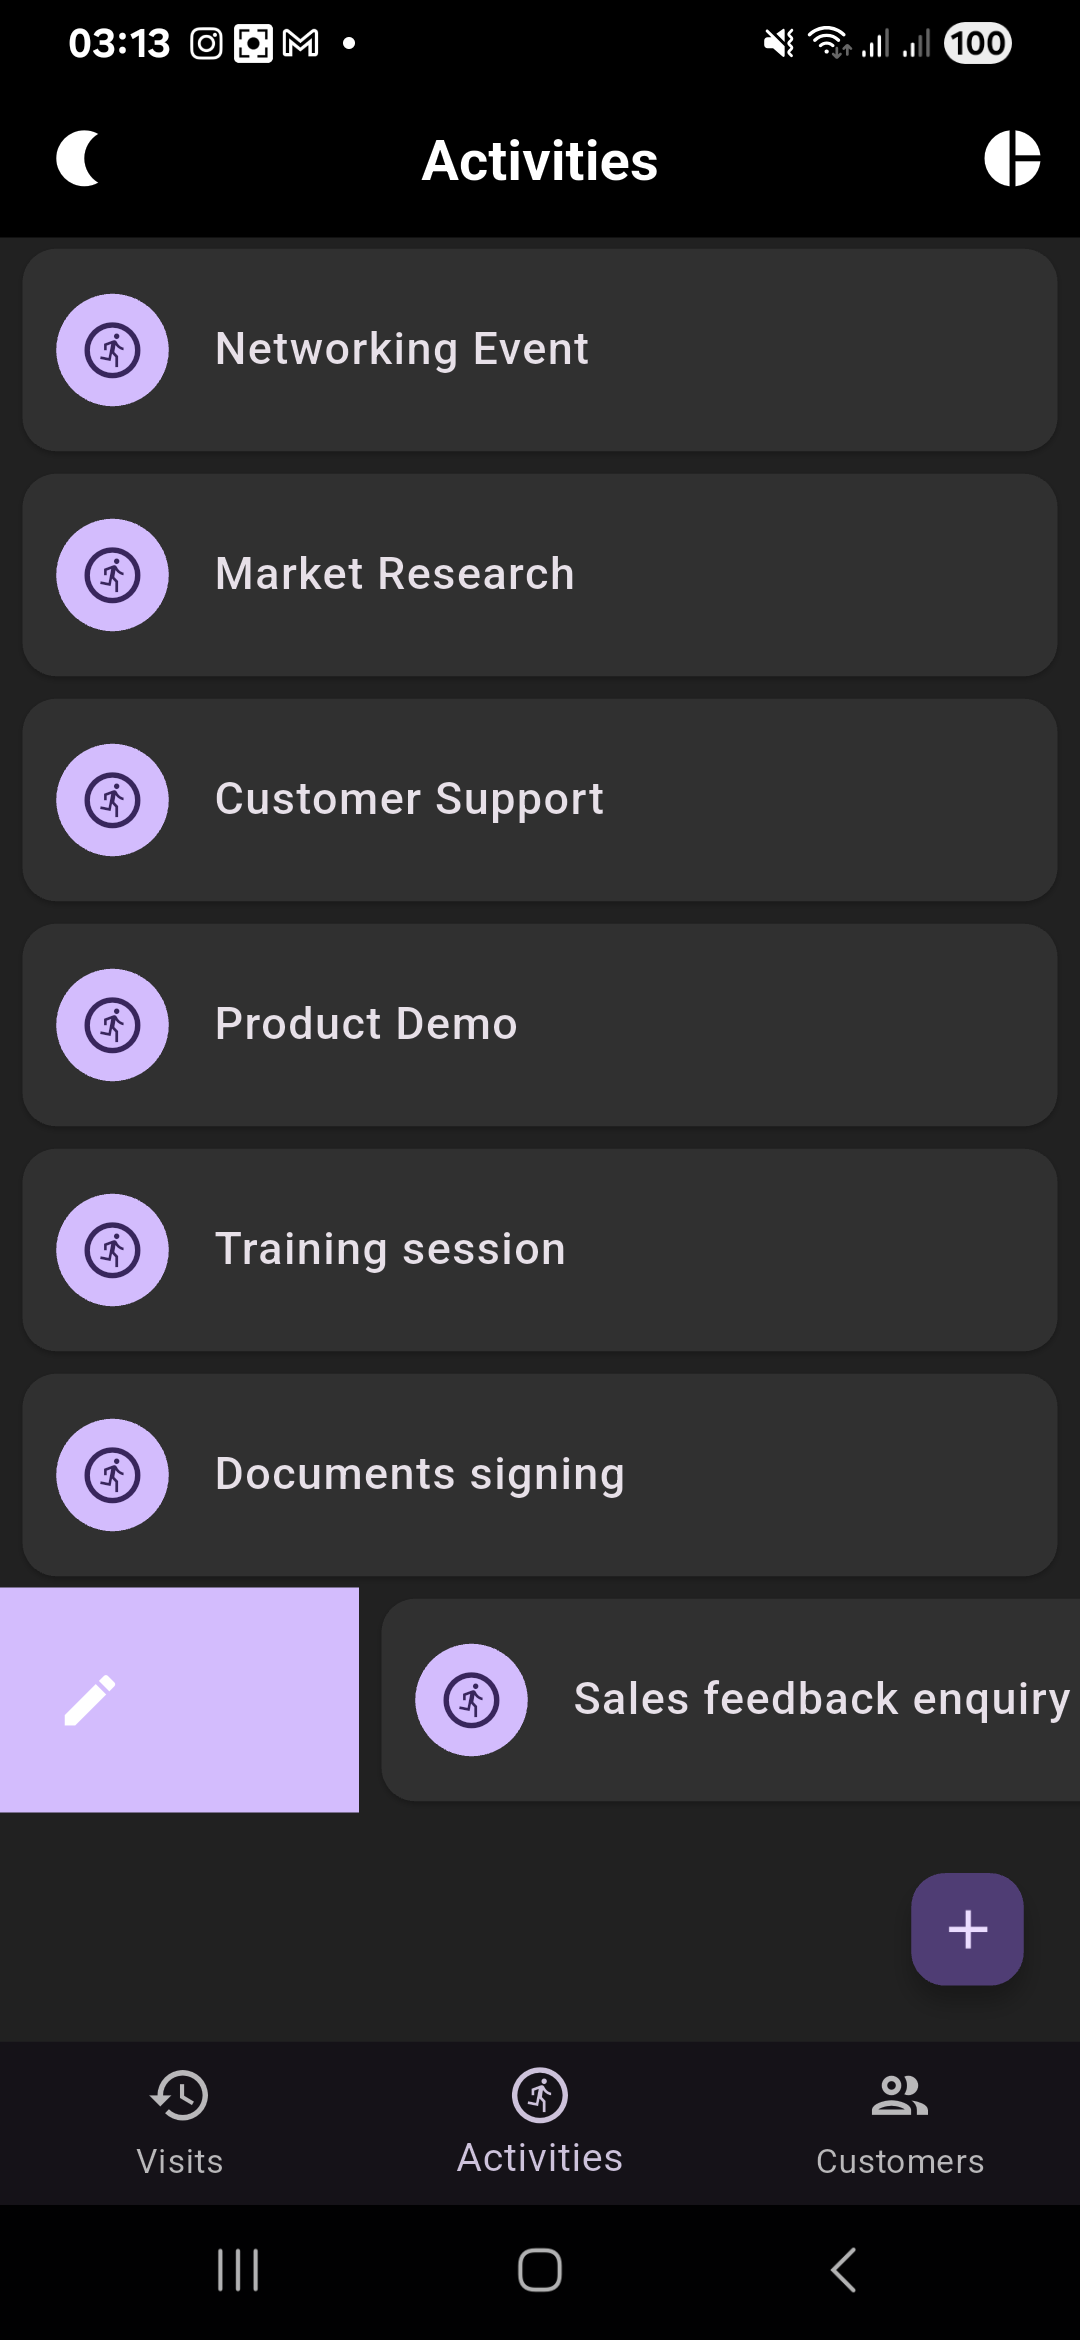 03:13
100
Activities
Networking Event
Market Research
Customer Support
Product Demo
Training session
Documents signing
Sales feedback enquiry
Visits
Activities
Customers